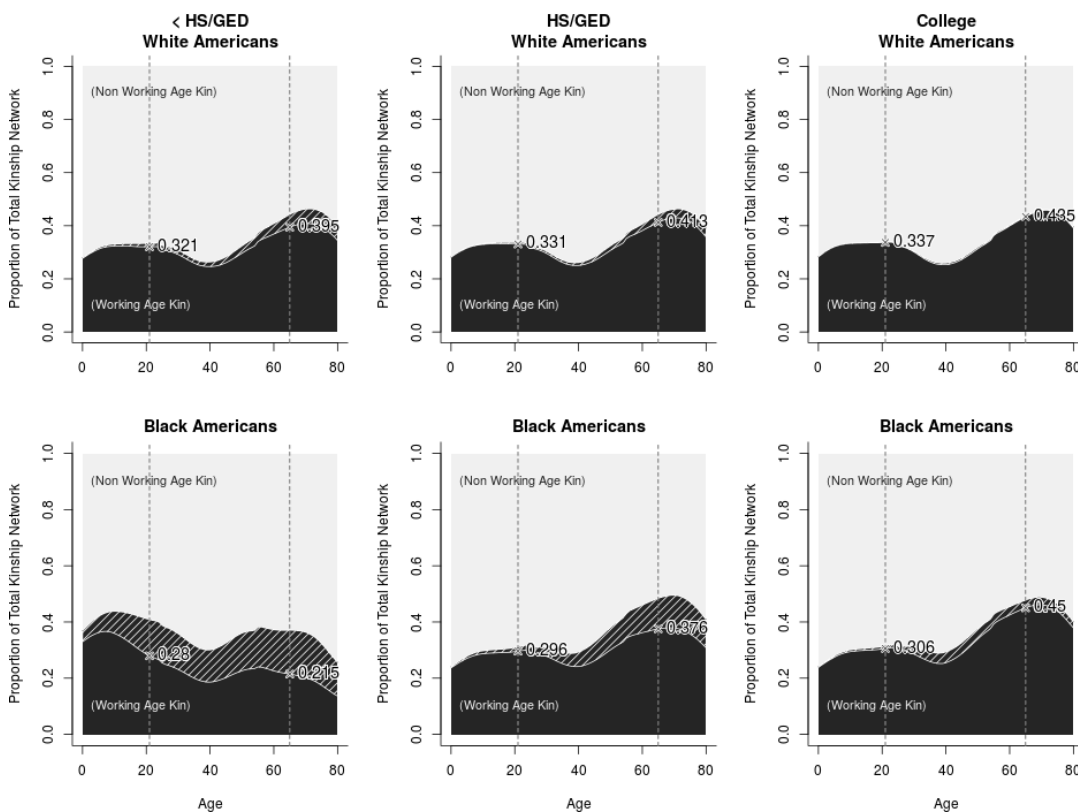 < HS/GED
White Americans
Proportion of Total Kinship Network
1.0
0.8
0.6
0.4
0.2
0.0
(Non Working Age Kin)
0.321
0.395
(Working Age Kin)
0 20 40 60 80
HS/GED
White Americans
Proportion of Total Kinship Network
1.0
0.8
0.6
0.4
0.2
0.0
(Non Working Age Kin)
0.331
0.413
(Working Age Kin)
0 20 40 60 80
College
White Americans
Proportion of Total Kinship Network
1.0
0.8
0.6
0.4
0.2
0.0
(Non Working Age Kin)
0.337
0.435
(Working Age Kin)
0 20 40 60 80
Black Americans
Proportion of Total Kinship Network
1.0
0.8
0.6
0.4
0.2
0.0
(Non Working Age Kin)
0.28
0.215
(Working Age Kin)
0 20 40 60 80
Age
Black Americans
Proportion of Total Kinship Network
1.0
0.8
0.6
0.4
0.2
0.0
(Non Working Age Kin)
0.296
0.376
(Working Age Kin)
0 20 40 60 80
Age
Black Americans
Proportion of Total Kinship Network
1.0
0.8
0.6
0.4
0.2
0.0
(Non Working Age Kin)
0.306
0.45
(Working Age Kin)
0 20 40 60 80
Age